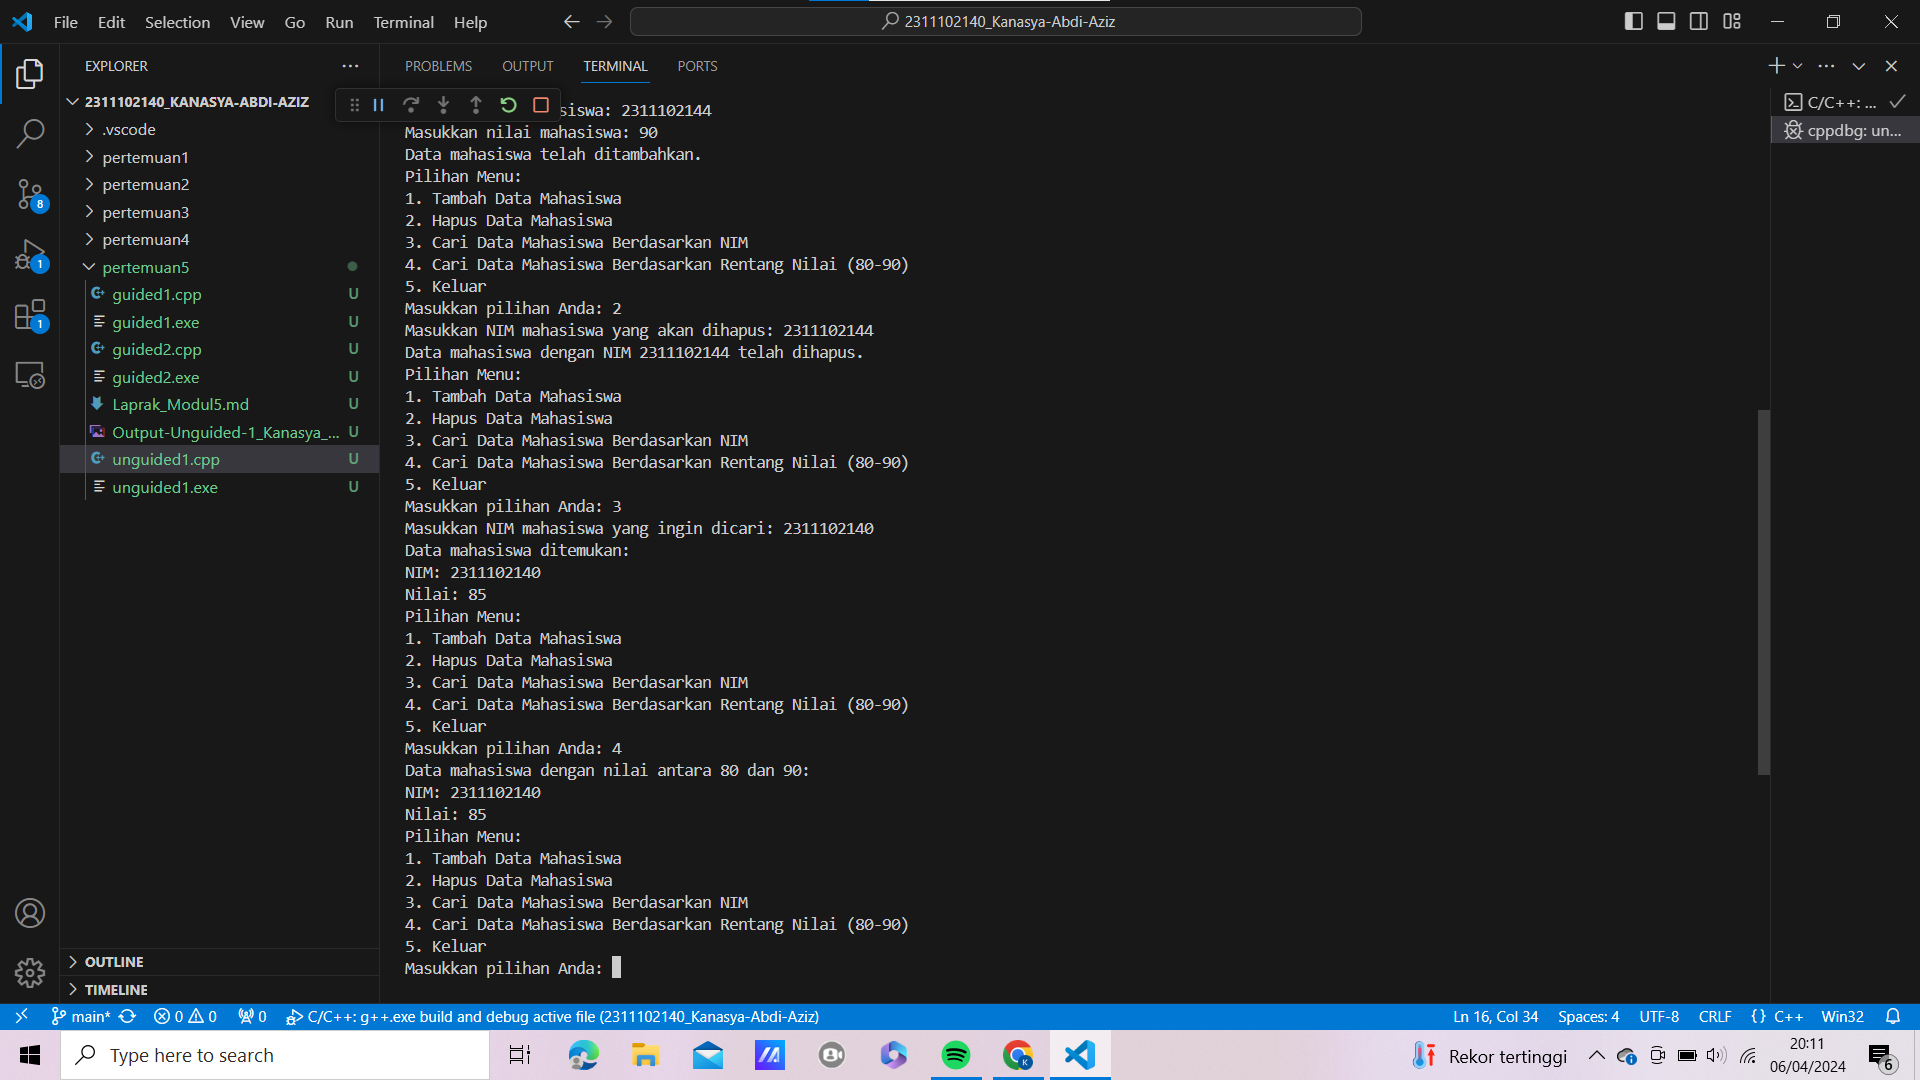 File Edit Selection View Go Run Terminal Help
2311102140_Kanasya-Abdi-Aziz
EXPLORER
2311102140_KANASYA-ABDI-AZIZ
.vscode
pertemuan1
pertemuan2
pertemuan3
pertemuan4
pertemuan5
guided1.cpp U
guided1.exe U
guided2.cpp U
guided2.exe U
Laprak_Modul5.md U
Output-Unguided-1_Kanasya_... U
unguided1.cpp U
unguided1.exe U
OUTLINE
TIMELINE
8
1
1
PROBLEMS OUTPUT TERMINAL PORTS
siswa: 2311102144
Masukkan nilai mahasiswa: 90
Data mahasiswa telah ditambahkan.
Pilihan Menu:
1. Tambah Data Mahasiswa
2. Hapus Data Mahasiswa
3. Cari Data Mahasiswa Berdasarkan NIM
4. Cari Data Mahasiswa Berdasarkan Rentang Nilai (80-90)
5. Keluar
Masukkan pilihan Anda: 2
Masukkan NIM mahasiswa yang akan dihapus: 2311102144
Data mahasiswa dengan NIM 2311102144 telah dihapus.
Pilihan Menu:
1. Tambah Data Mahasiswa
2. Hapus Data Mahasiswa
3. Cari Data Mahasiswa Berdasarkan NIM
4. Cari Data Mahasiswa Berdasarkan Rentang Nilai (80-90)
5. Keluar
Masukkan pilihan Anda: 3
Masukkan NIM mahasiswa yang ingin dicari: 2311102140
Data mahasiswa ditemukan:
NIM: 2311102140
Nilai: 85
Pilihan Menu:
1. Tambah Data Mahasiswa
2. Hapus Data Mahasiswa
3. Cari Data Mahasiswa Berdasarkan NIM
4. Cari Data Mahasiswa Berdasarkan Rentang Nilai (80-90)
5. Keluar
Masukkan pilihan Anda: 4
Data mahasiswa dengan nilai antara 80 dan 90:
NIM: 2311102140
Nilai: 85
Pilihan Menu:
1. Tambah Data Mahasiswa
2. Hapus Data Mahasiswa
3. Cari Data Mahasiswa Berdasarkan NIM
4. Cari Data Mahasiswa Berdasarkan Rentang Nilai (80-90)
5. Keluar
Masukkan pilihan Anda:
C/C++: ...
cppdbg: un...
main* 0 0 0 C/C++: g++.exe build and debug active file (2311102140_Kanasya-Abdi-Aziz) Ln 16, Col 34 Spaces: 4 UTF-8 CRLF {} C++ Win32
Type here to search
Rekor tertinggi
20:11
06/04/2024
6